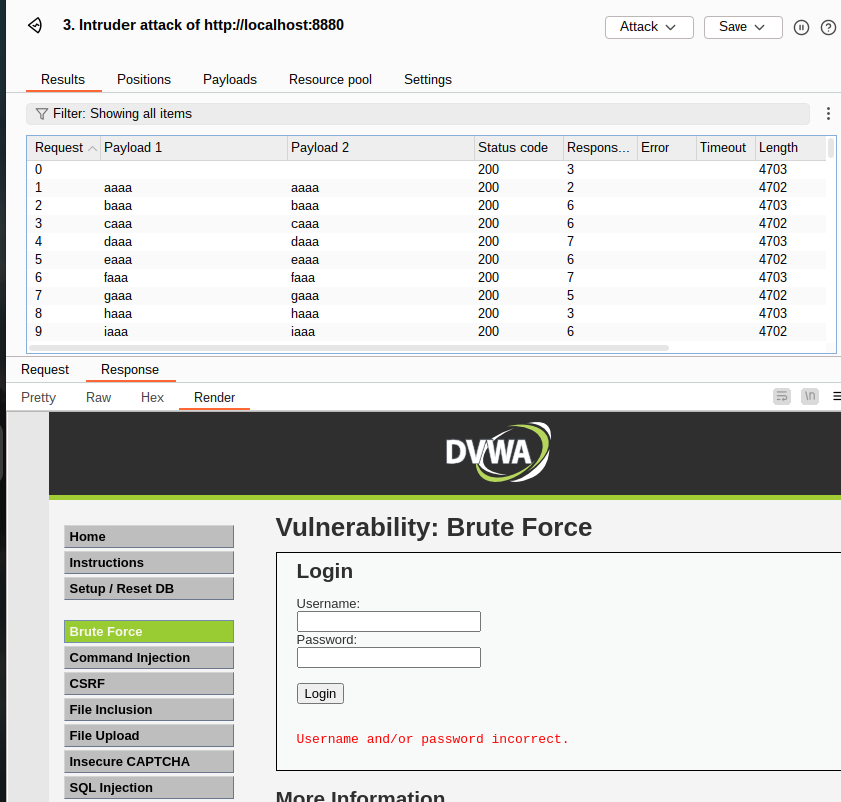 3. Intruder attack of http://localhost:8880
Attack
Save
Results Positions Payloads Resource pool Settings
Filter: Showing all items
Request Payload 1 Payload 2 Status code Respons... Error Timeout Length
0 200 3 4703
1 aaaa aaaa 200 2 4702
2 baaa baaa 200 6 4703
3 caaa caaa 200 6 4702
4 daaa daaa 200 7 4703
5 eaaa eaaa 200 6 4702
6 faaa faaa 200 7 4703
7 gaaa gaaa 200 5 4702
8 haaa haaa 200 3 4703
9 iaaa iaaa 200 6 4702
Request Response
Pretty Raw Hex Render
\n
DVWA
Home
Instructions
Setup / Reset DB
Brute Force
Command Injection
CSRF
File Inclusion
File Upload
Insecure CAPTCHA
SQL Injection
Vulnerability: Brute Force
Login
Username:
Password:
Login
Username and/or password incorrect.
More Information